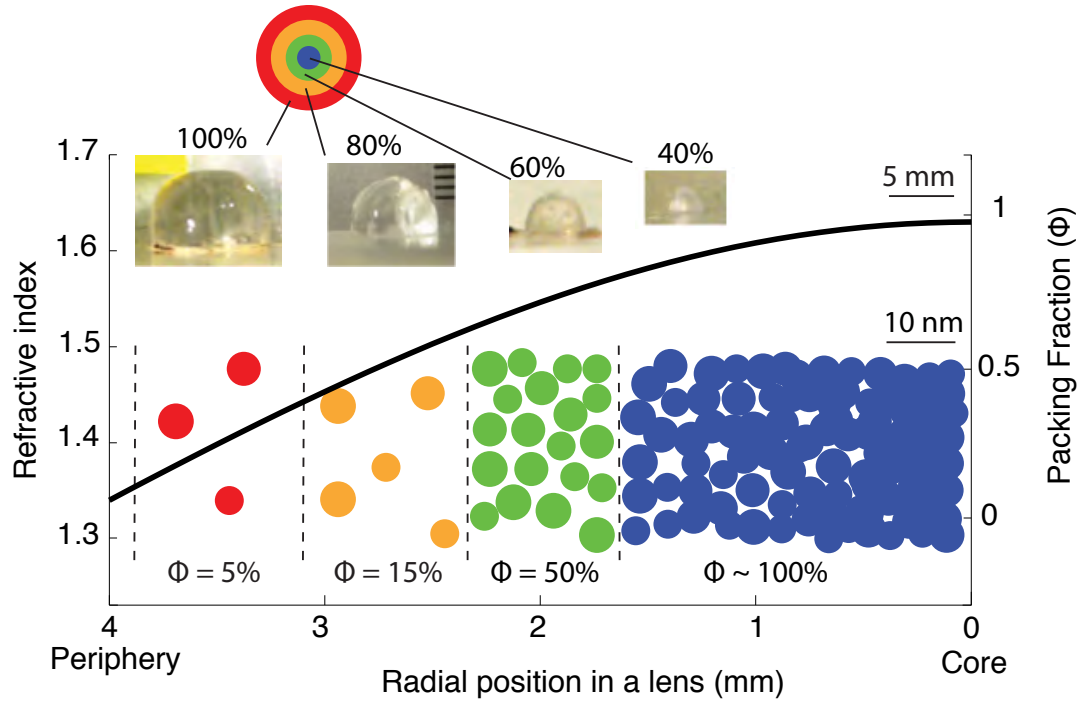 100%
80%
60%
40%
1.7
1.6
1.5
1.4
1.3
Refractive index
5 mm
10 nm
1
0.5
0
Packing Fraction (Φ)
Φ = 5%
Φ = 15%
Φ = 50%
Φ ~ 100%
4
3
2
1
0
Periphery
Core
Radial position in a lens (mm)